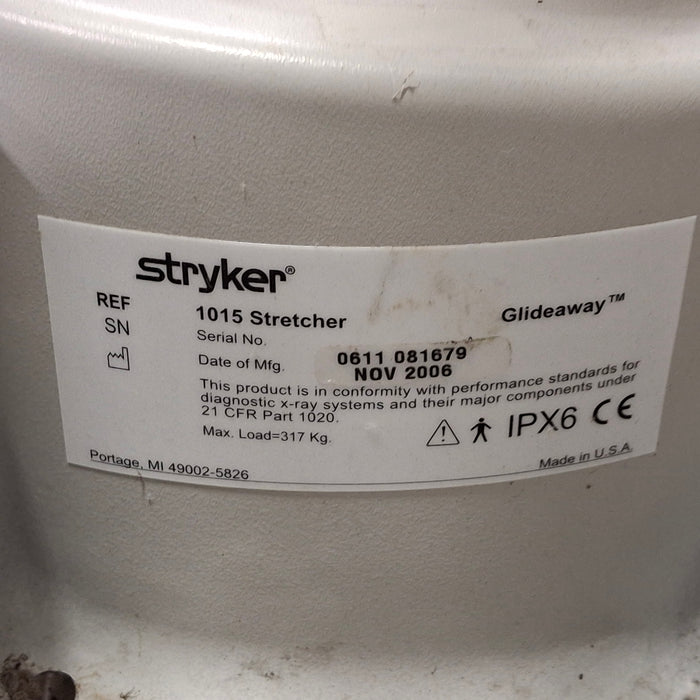 stryker®
REF 1015 Stretcher Glideaway™
SN Serial No. 0611 081679
Date of Mfg. NOV 2006
This product is in conformity with performance standards for
diagnostic x-ray systems and their major components under
21 CFR Part 1020.
Max. Load=317 Kg. IPX6 CE
Portage, MI 49002-5826 Made in U.S.A.